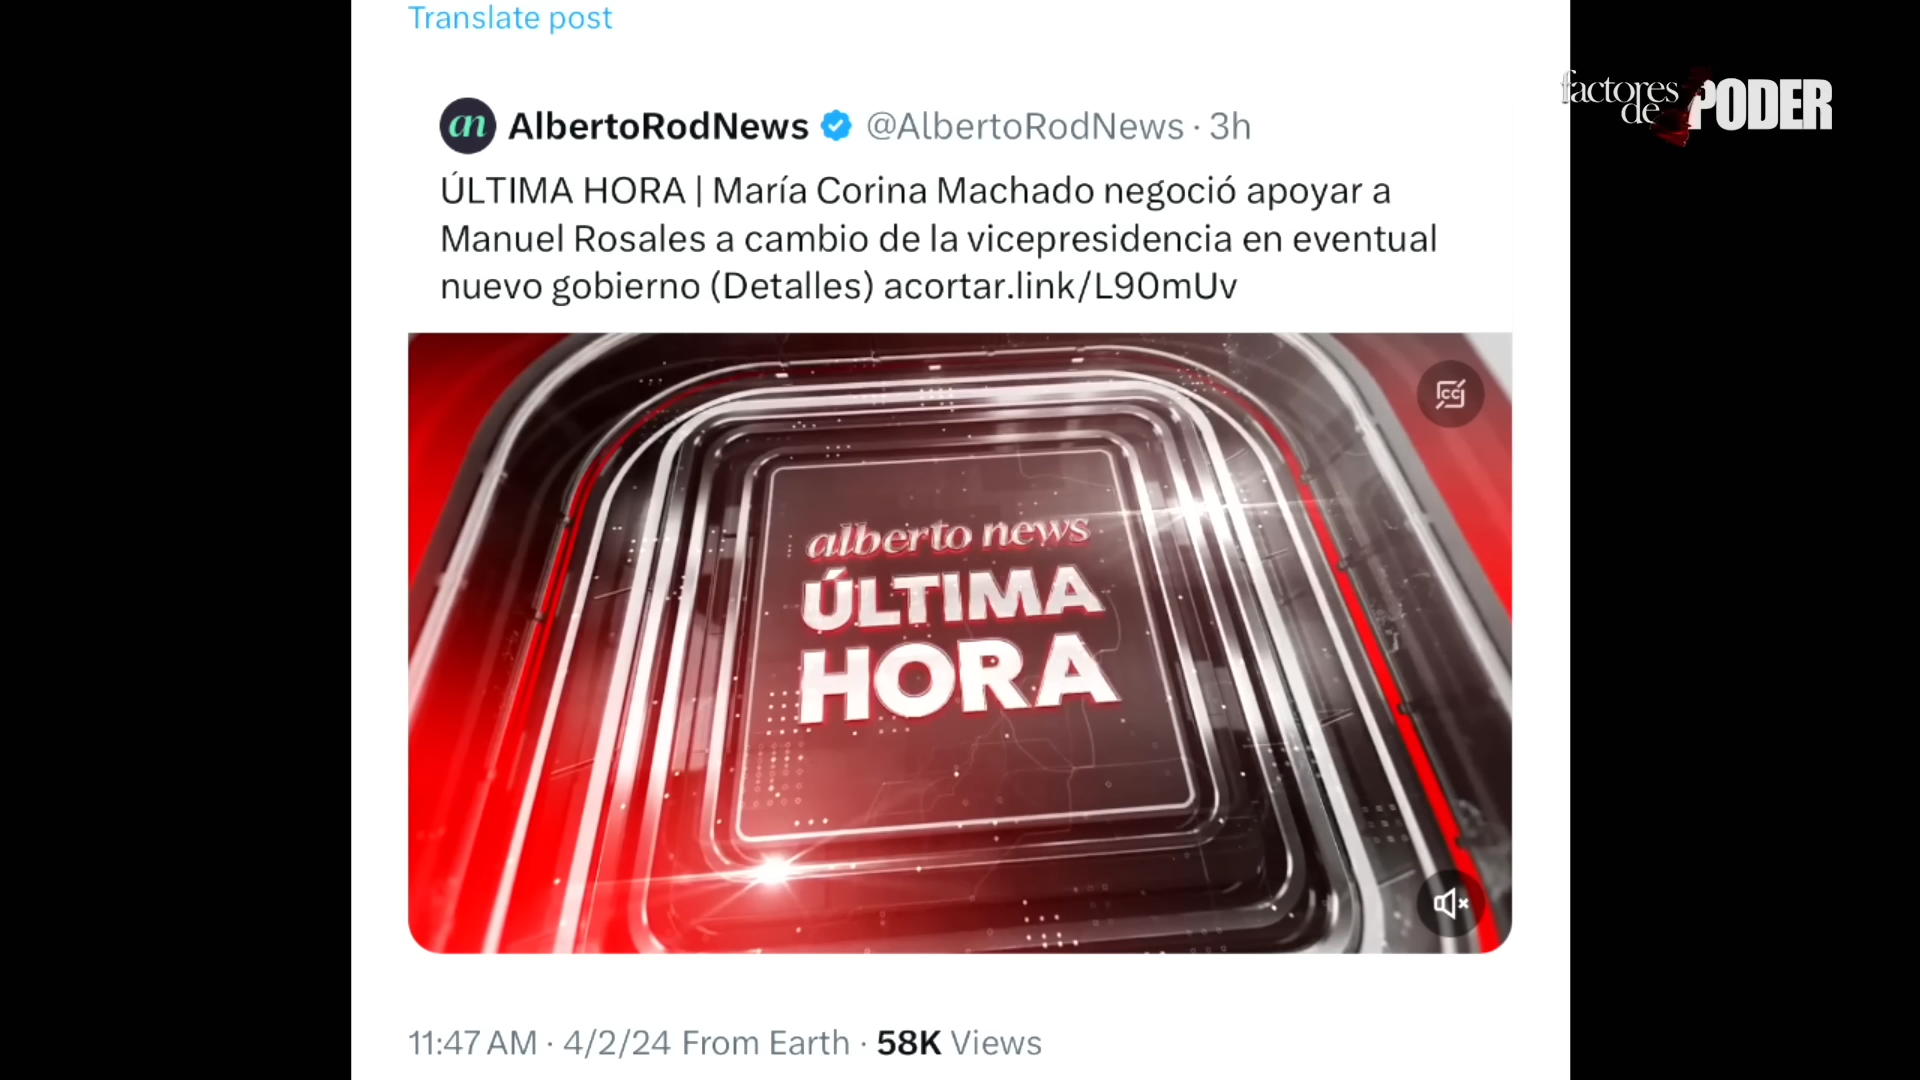 Translate post
factores
de PODER
an AlbertoRodNews @AlbertoRodNews · 3h
ÚLTIMA HORA | María Corina Machado negoció apoyar a
Manuel Rosales a cambio de la vicepresidencia en eventual
nuevo gobierno (Detalles) acortar.link/L90mUv
CC
alberto news
ÚLTIMA
HORA
11:47 AM · 4/2/24 From Earth · 58K Views